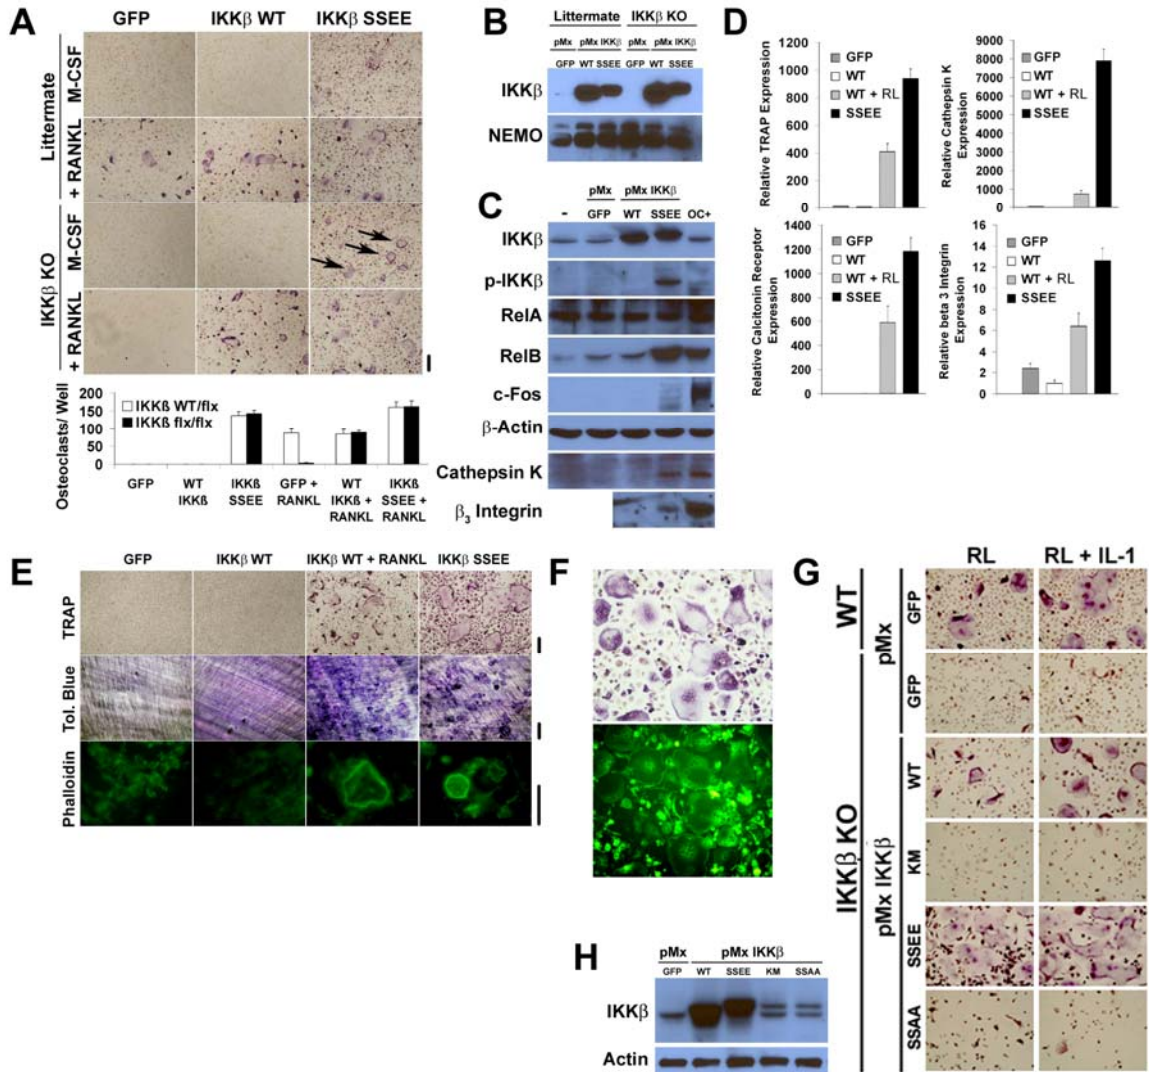 A
GFP
IKKβ WT
IKKβ SSEE
Littermate
M-CSF
+ RANKL
IKKβ KO
M-CSF
+ RANKL
Osteoclasts/ Well
200
150
100
50
0
IKKß WT/flx
IKKß flx/flx
GFP
WT IKKß
IKKß SSEE
GFP + RANKL
WT IKKß + RANKL
IKKß SSEE + RANKL
B
Littermate
IKKβ KO
pMx
pMx IKKβ
pMx
pMx IKKβ
GFP
WT
SSEE
GFP
WT
SSEE
IKKβ
NEMO
C
pMx
pMx IKKβ
-
GFP
WT
SSEE
OC+
IKKβ
p-IKKβ
RelA
RelB
c-Fos
β-Actin
Cathepsin K
β3 Integrin
D
Relative TRAP Expression
1200
1000
800
600
400
200
0
GFP
WT
WT + RL
SSEE
Relative Cathepsin K Expression
9000
8000
7000
6000
5000
4000
3000
2000
1000
0
GFP
WT
WT + RL
SSEE
Relative Calcitonin Receptor Expression
1400
1200
1000
800
600
400
200
0
GFP
WT
WT + RL
SSEE
Relative beta 3 Integrin Expression
16
14
12
10
8
6
4
2
0
GFP
WT
WT + RL
SSEE
E
GFP
IKKβ WT
IKKβ WT + RANKL
IKKβ SSEE
TRAP
Tol. Blue
Phalloidin
F
G
RL
RL + IL-1
WT
pMx
GFP
GFP
IKKβ KO
pMx IKKβ
WT
KM
SSEE
SSAA
H
pMx
pMx IKKβ
GFP
WT
SSEE
KM
SSAA
IKKβ
Actin